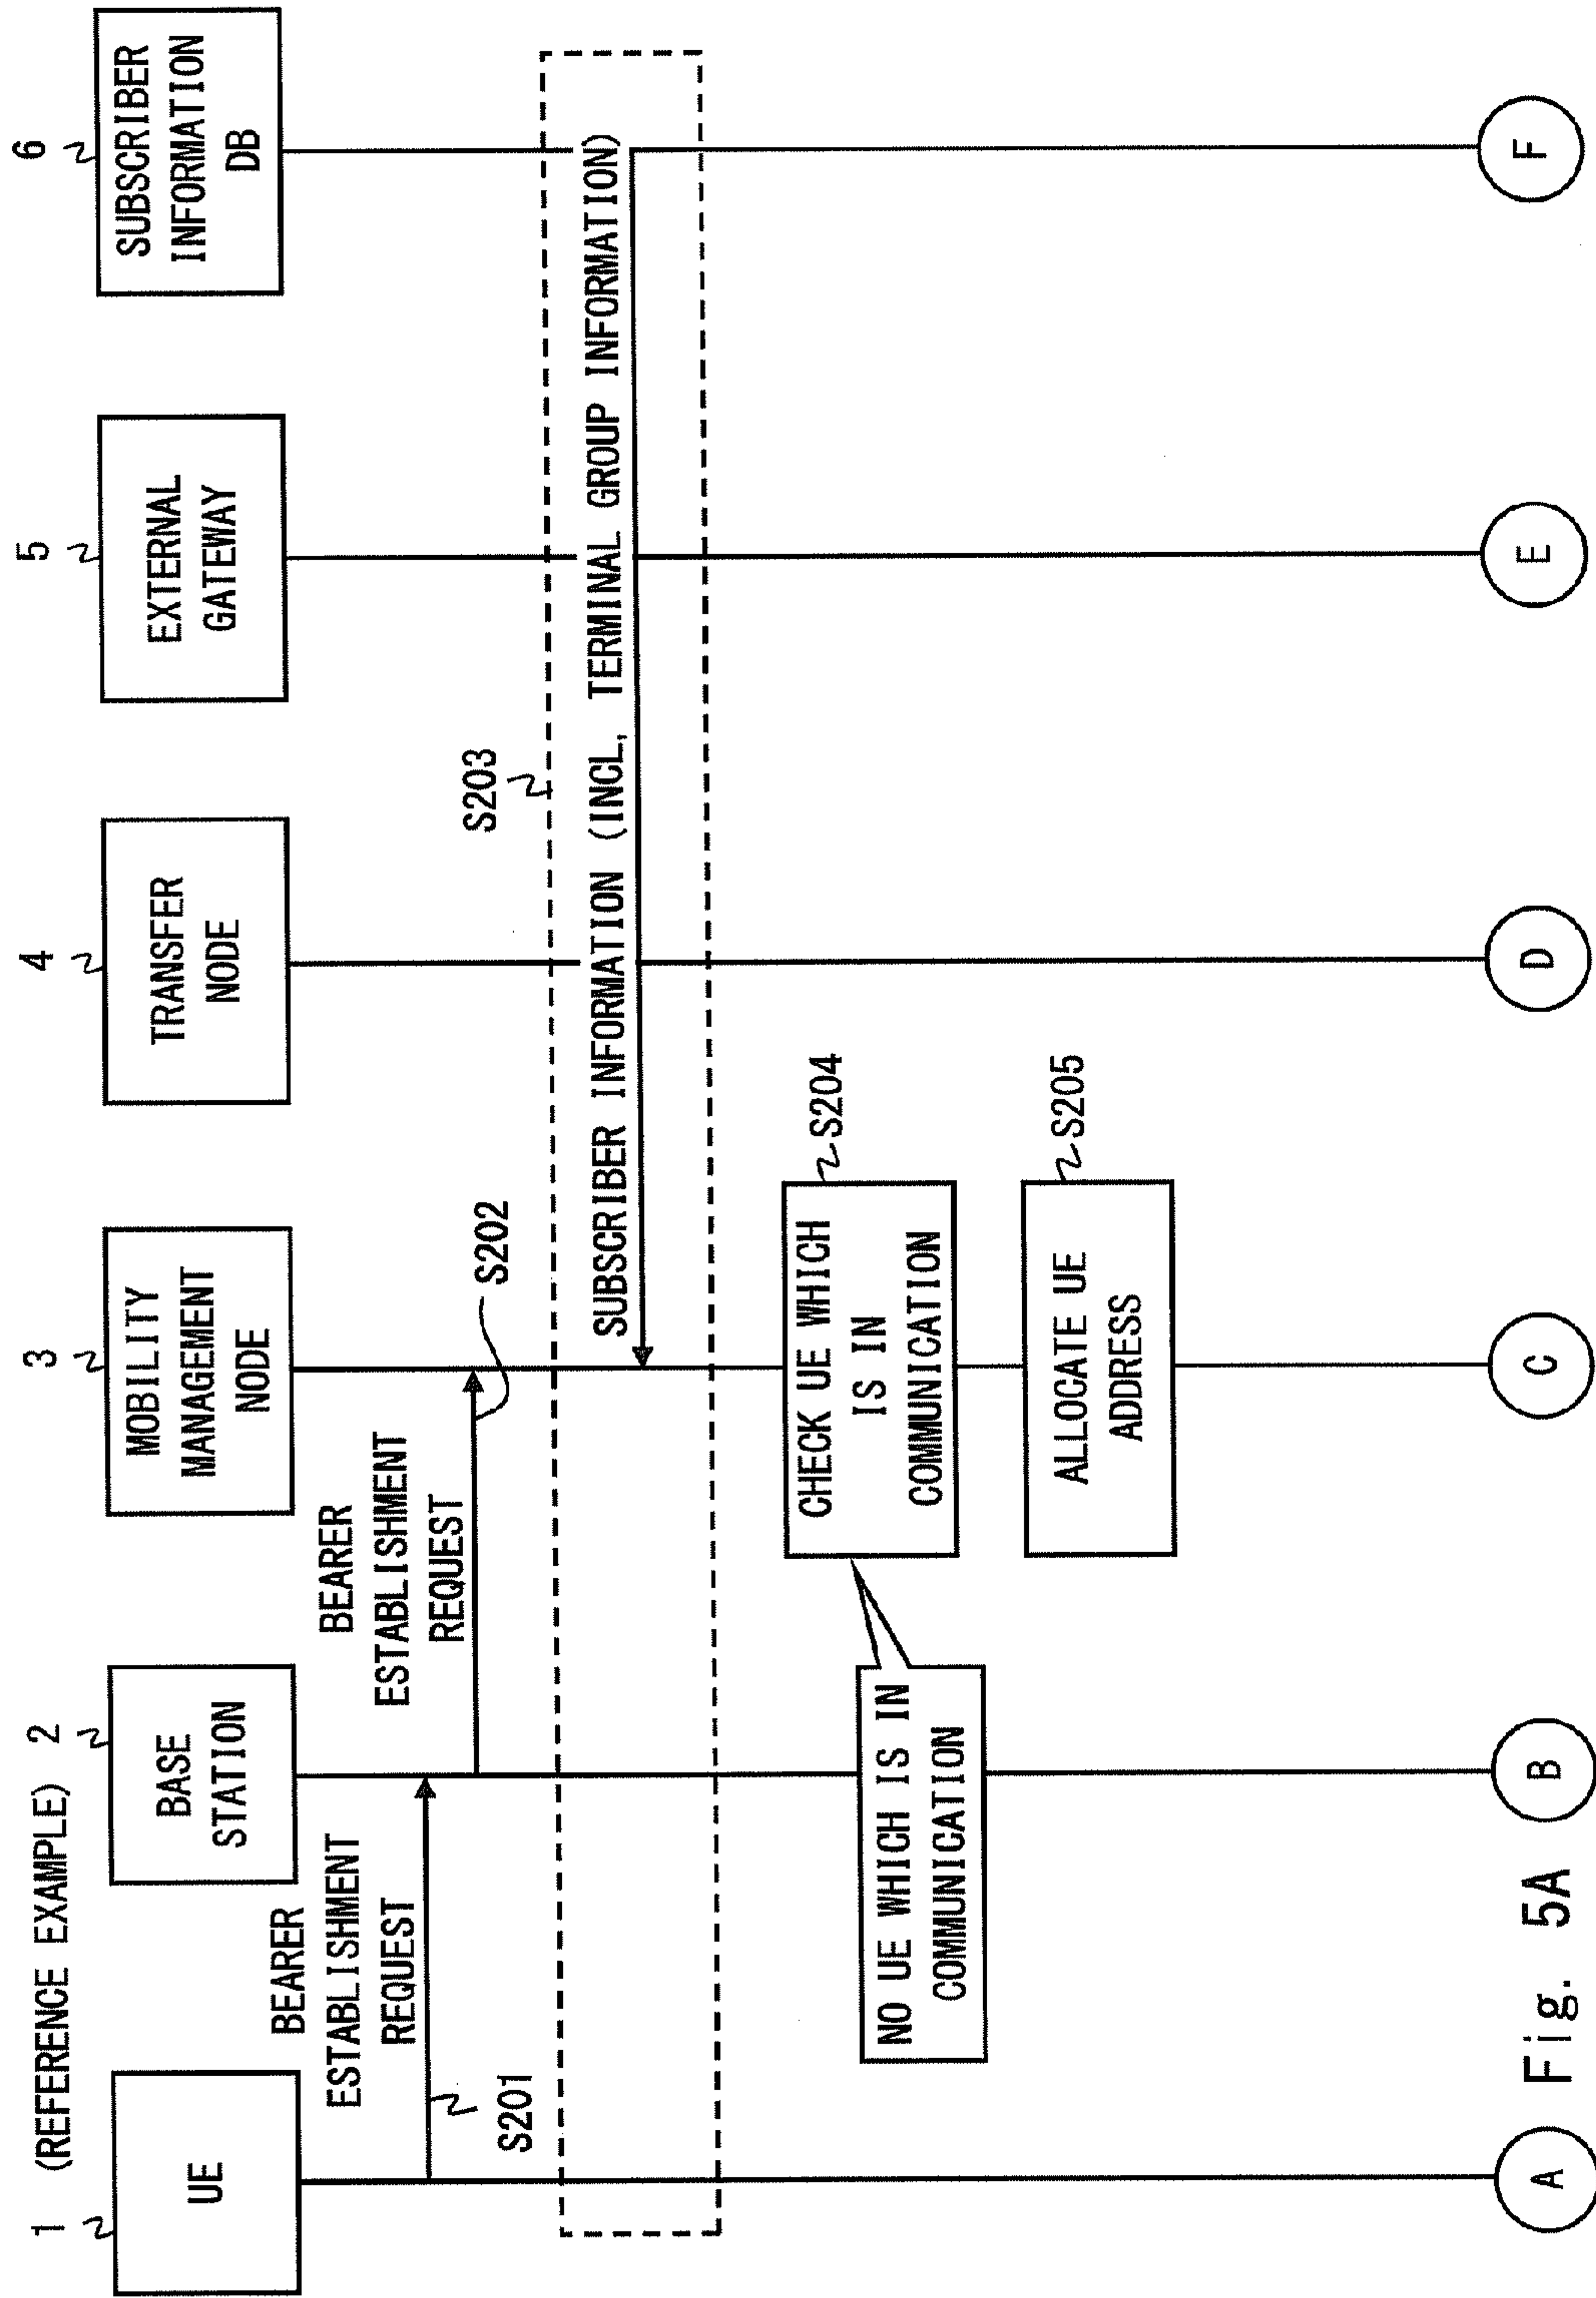 (REFERENCE EXAMPLE)
1
UE
2
BASE
STATION
3
MOBILITY
MANAGEMENT
NODE
4
TRANSFER
NODE
5
EXTERNAL
GATEWAY
6
SUBSCRIBER
INFORMATION
DB
BEARER
ESTABLISHMENT
REQUEST
S201
BEARER
ESTABLISHMENT
REQUEST
S202
S203
SUBSCRIBER INFORMATION (INCL, TERMINAL GROUP INFORMATION)
CHECK UE WHICH
IS IN
COMMUNICATION
S204
NO UE WHICH IS IN
COMMUNICATION
ALLOCATE UE
ADDRESS
S205
A
B
C
D
E
F
Fig. 5A